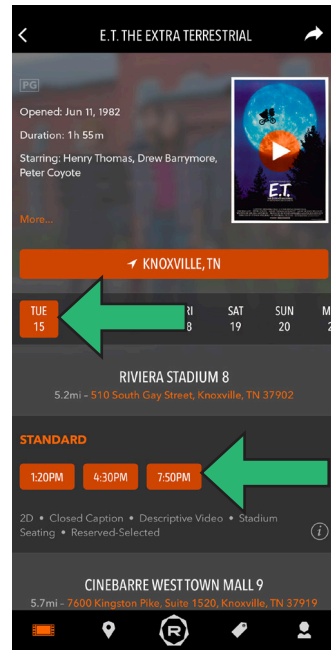 E.T. THE EXTRA TERRESTRIAL
PG
Opened: Jun 11, 1982
Duration: 1h 55m
Starring: Henry Thomas, Drew Barrymore,
Peter Coyote
More...
E.T.
KNOXVILLE, TN
TUE RI SAT SUN M
15 8 19 20 2
RIVIERA STADIUM 8
5.2mi - 510 South Gay Street, Knoxville, TN 37902
STANDARD
1:20PM 4:30PM 7:50PM
2D • Closed Caption • Descriptive Video • Stadium
Seating • Reserved-Selected
i
CINEBARRE WEST TOWN MALL 9
5.7mi - 7600 Kingston Pike, Suite 1520, Knoxville, TN 37919
R